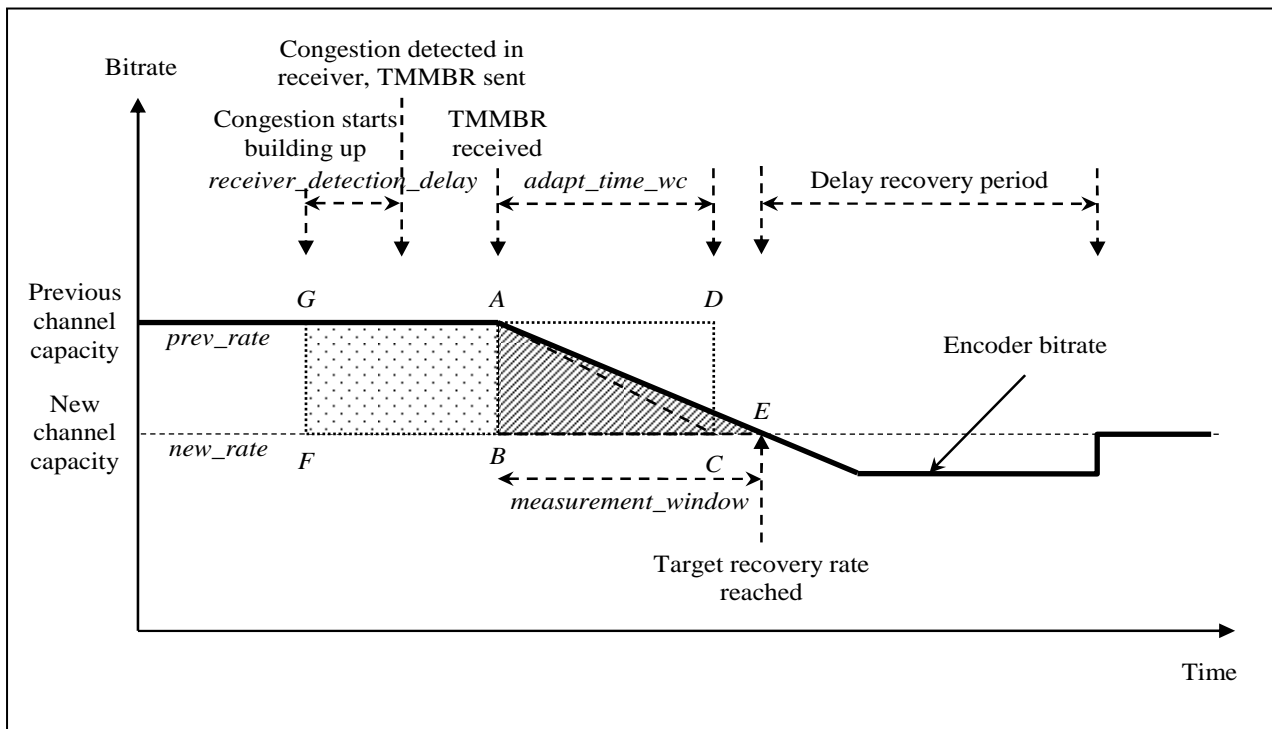 Congestion detected in
receiver, TMMBR sent
Bitrate
Congestion starts
building up
TMMBR
received
receiver_detection_delay
adapt_time_wc
Delay recovery period
Previous
channel
capacity
G
A
D
prev_rate
Encoder bitrate
New
channel
capacity
E
new_rate
F
B
C
measurement_window
Target recovery rate
reached
Time